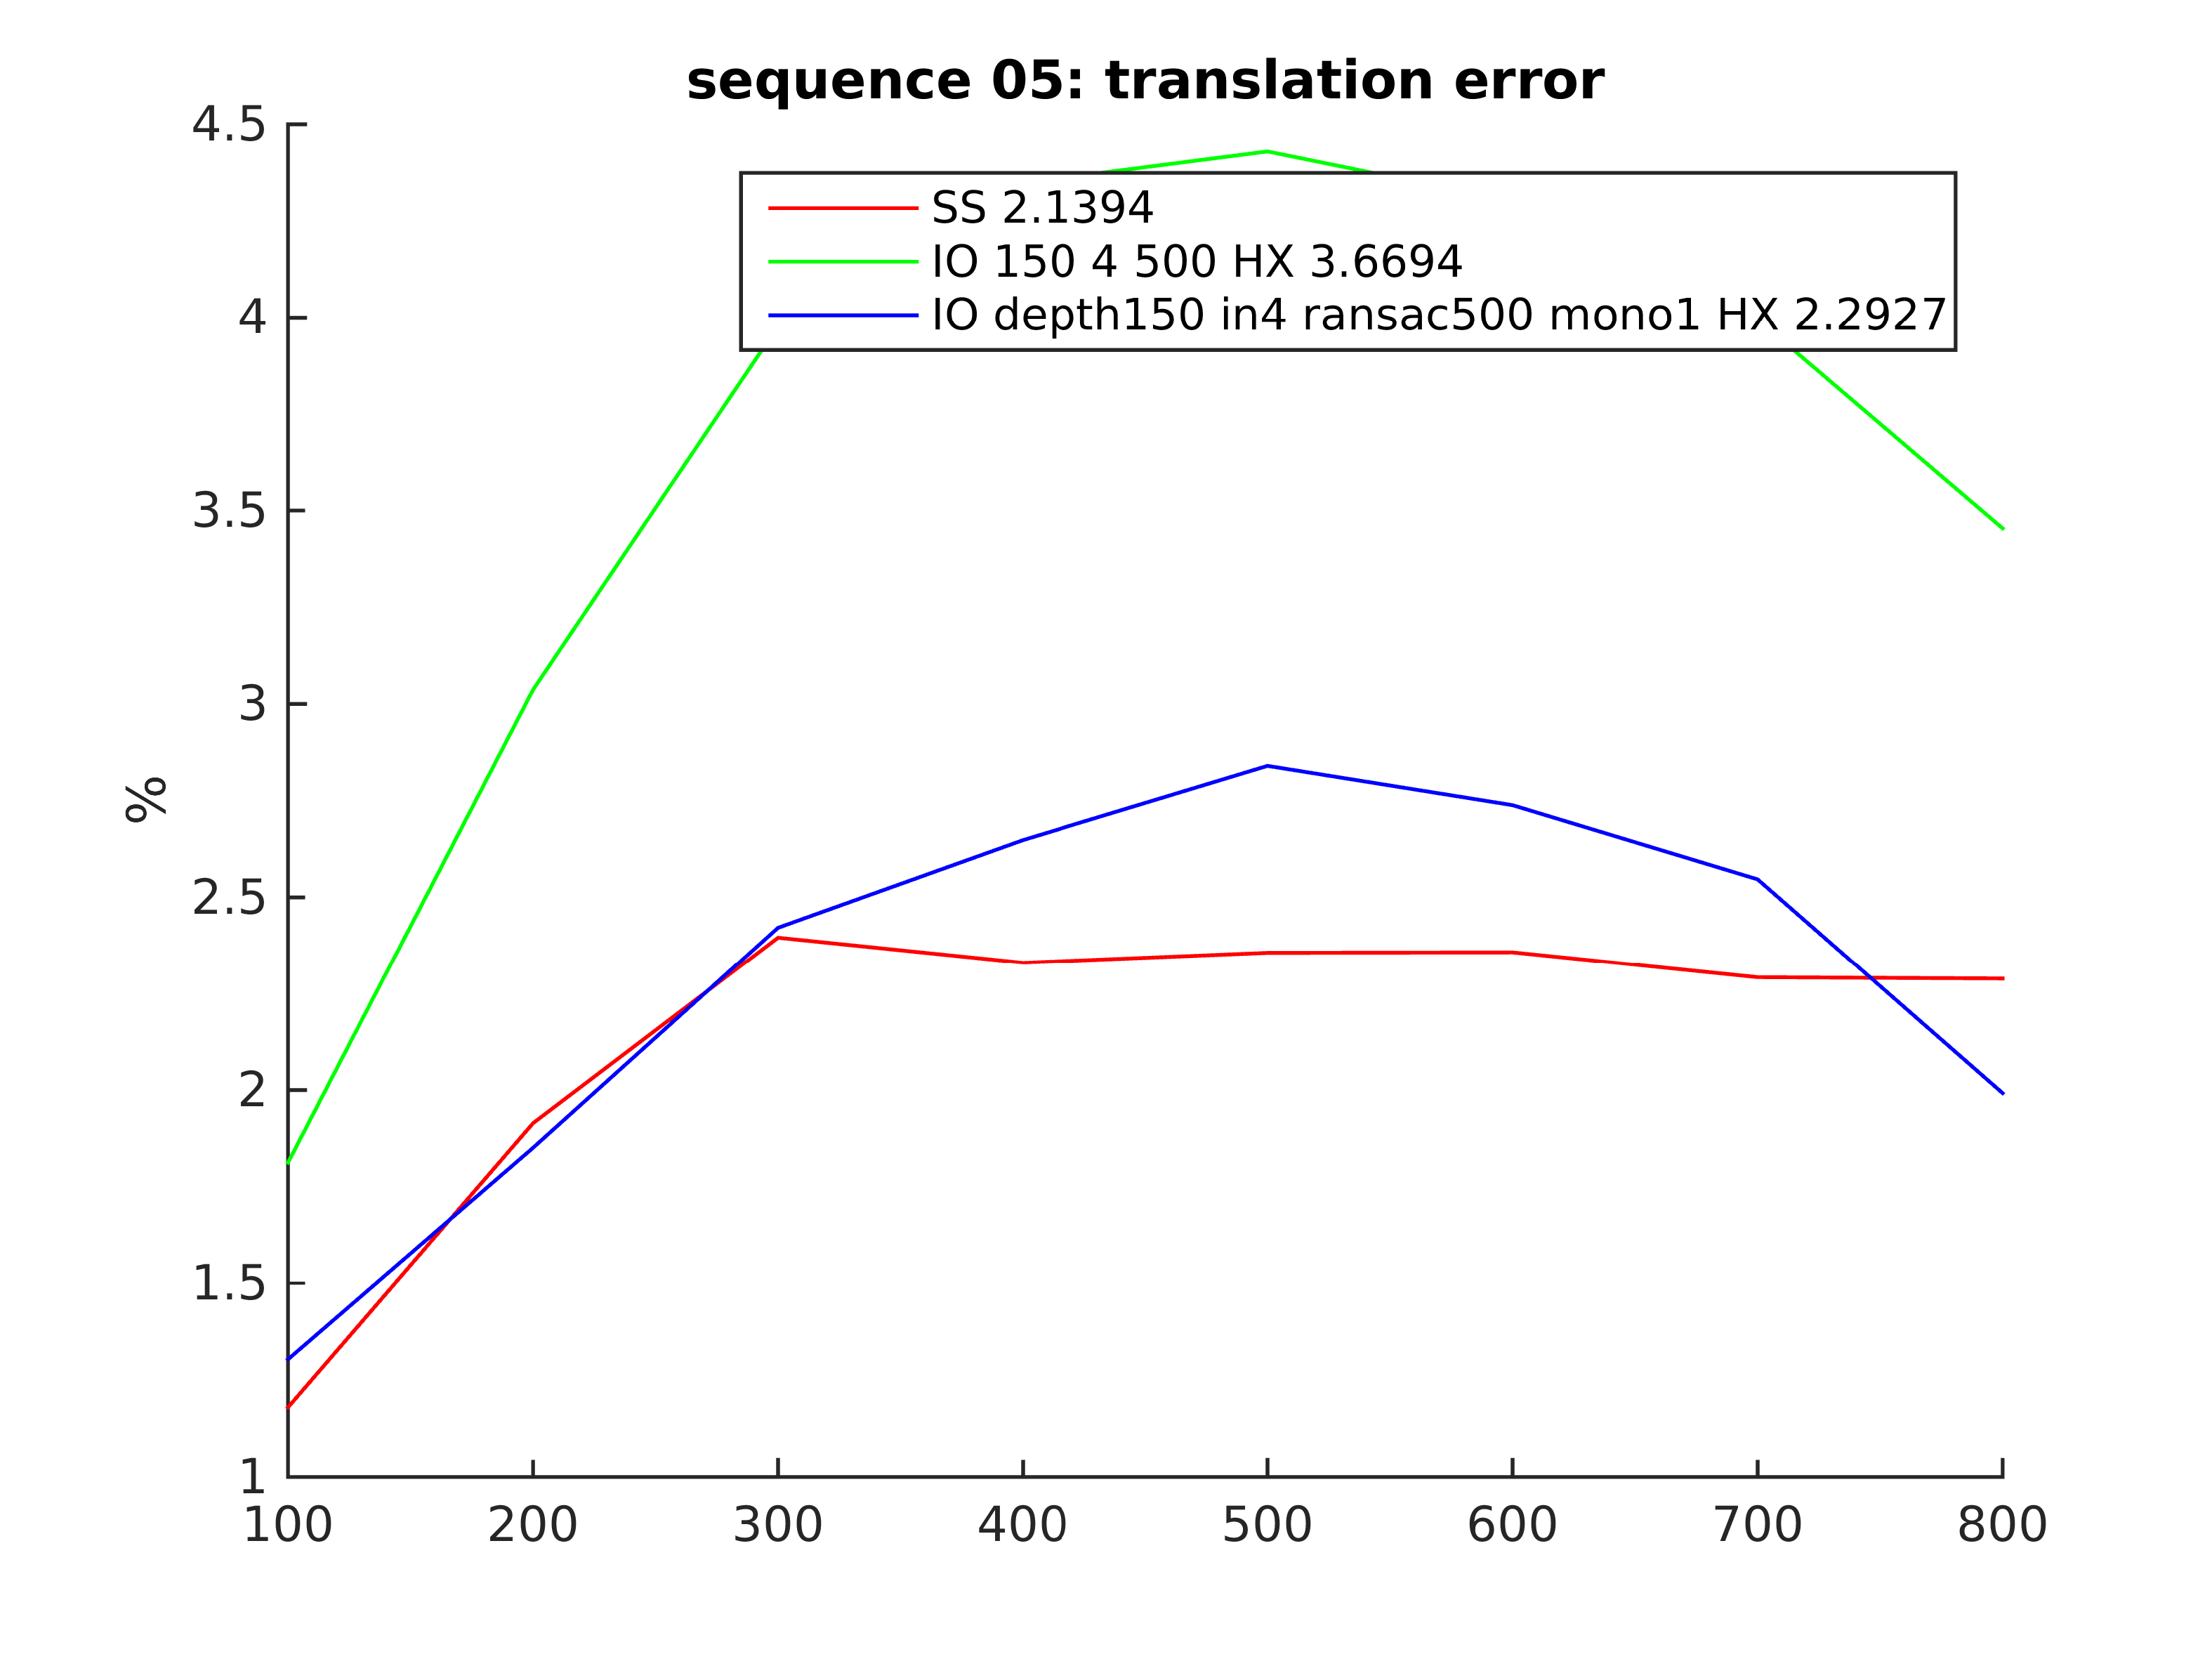 sequence 05: translation error
4.5
4
3.5
3
2.5
2
1.5
1
%
SS 2.1394
IO 150 4 500 HX 3.6694
IO depth150 in4 ransac500 mono1 HX 2.2927
100 200 300 400 500 600 700 800